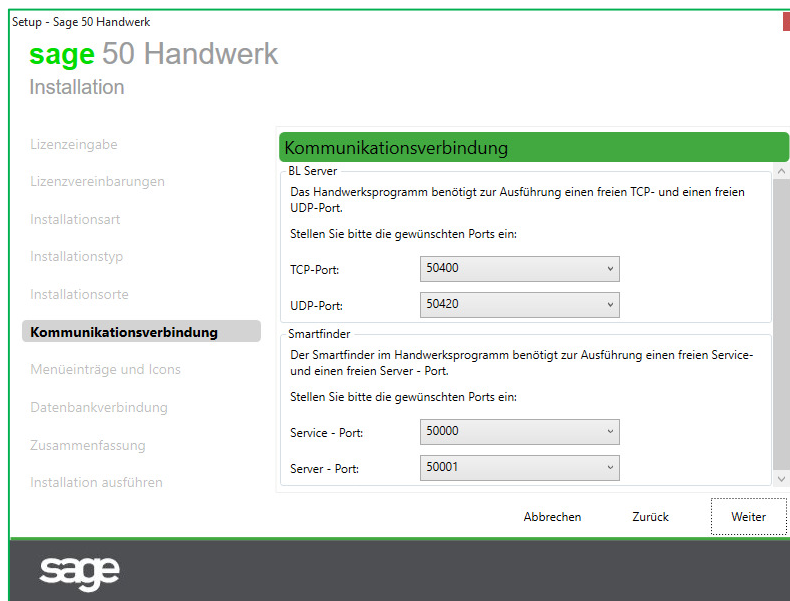 Setup - Sage 50 Handwerk
sage 50 Handwerk
Installation
Lizenzeingabe
Lizenzvereinbarungen
Installationsart
Installationstyp
Installationsorte
Kommunikationsverbindung
Menüeinträge und Icons
Datenbankverbindung
Zusammenfassung
Installation ausführen
Kommunikationsverbindung
BL Server
Das Handwerksprogramm benötigt zur Ausführung einen freien TCP- und einen freien
UDP-Port.
Stellen Sie bitte die gewünschten Ports ein:
TCP-Port: 50400
UDP-Port: 50420
Smartfinder
Der Smartfinder im Handwerksprogramm benötigt zur Ausführung einen freien Service-
und einen freien Server - Port.
Stellen Sie bitte die gewünschten Ports ein:
Service - Port: 50000
Server - Port: 50001
Abbrechen Zurück Weiter
sage